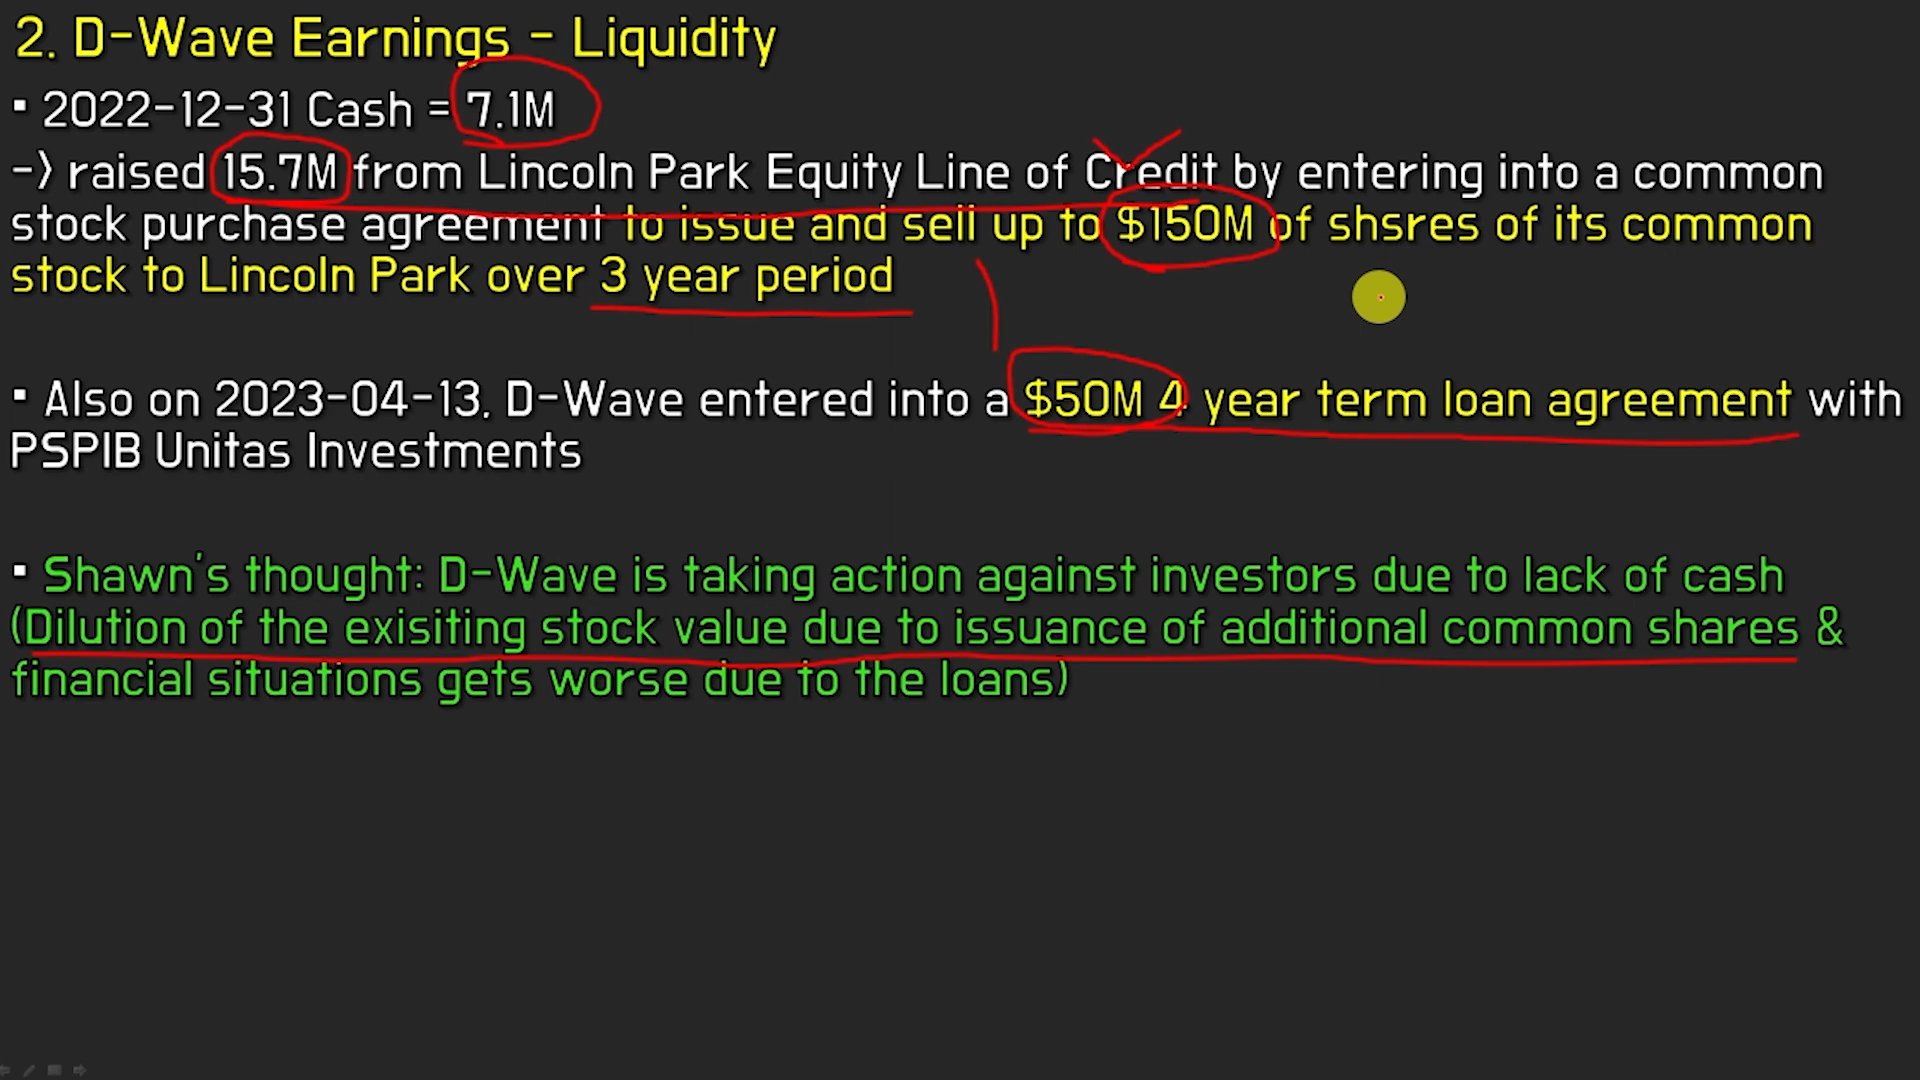 2. D-Wave Earnings - Liquidity
▪ 2022-12-31 Cash = 7.1M
-> raised 15.7M from Lincoln Park Equity Line of Credit by entering into a common
stock purchase agreement to issue and sell up to $150M of shsres of its common
stock to Lincoln Park over 3 year period
▪ Also on 2023-04-13, D-Wave entered into a $50M 4 year term loan agreement with
PSPIB Unitas Investments
▪ Shawn's thought: D-Wave is taking action against investors due to lack of cash
(Dilution of the exisiting stock value due to issuance of additional common shares &
financial situations gets worse due to the loans)